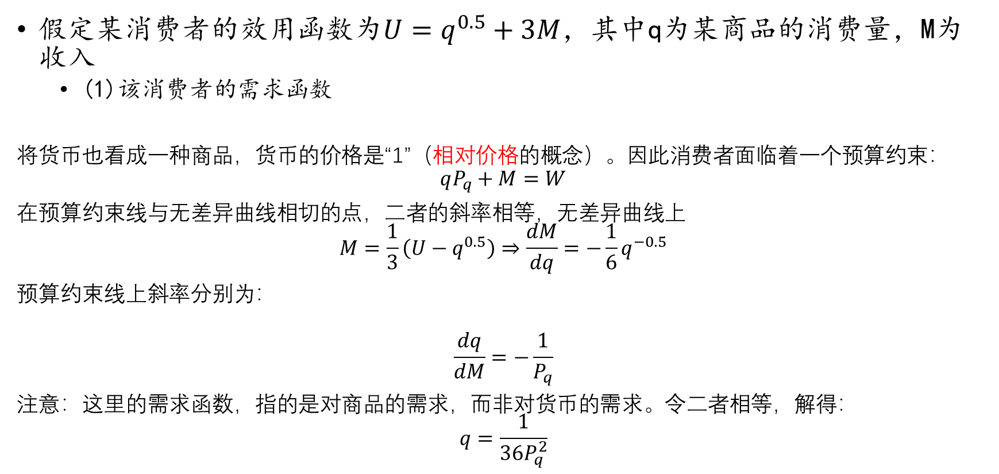 • 假定某消费者的效用函数为U = q^0.5 + 3M，其中q为某商品的消费量，M为
收入
• (1)该消费者的需求函数
将货币也看成一种商品，货币的价格是“1”（相对价格的概念）。因此消费者面临着一个预算约束：
qP_q + M = W
在预算约束线与无差异曲线相切的点，二者的斜率相等，无差异曲线上
M = \frac{1}{3}(U − q^{0.5}) ⇒ \frac{dM}{dq} = −\frac{1}{6}q^{−0.5}
预算约束线上斜率分别为：
\frac{dq}{dM} = −\frac{1}{P_q}
注意：这里的需求函数，指的是对商品的需求，而非对货币的需求。令二者相等，解得：
q = \frac{1}{36P_q^2}